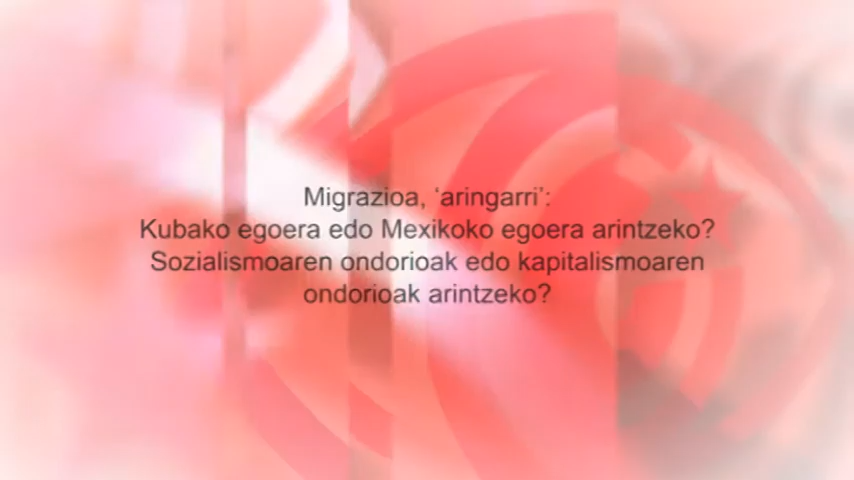 Migrazioa, ‘aringarri’:
Kubako egoera edo Mexikoko egoera arintzeko?
Sozialismoaren ondorioak edo kapitalismoaren
ondorioak arintzeko?